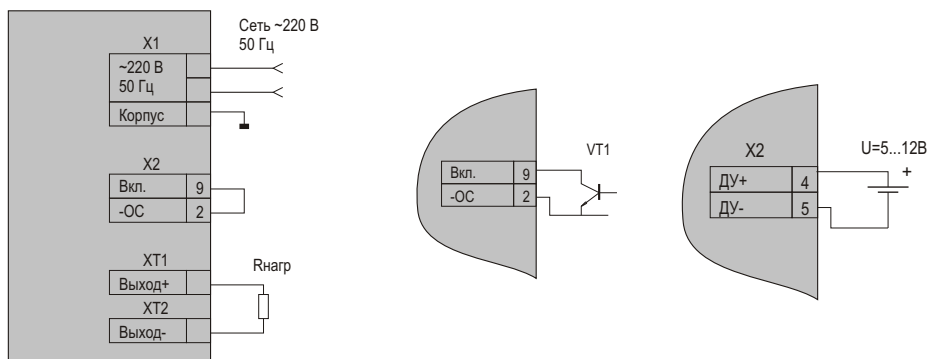 Сеть ~220 В
50 Гц
X1
~220 В
50 Гц
Корпус
X2
Вкл. 9
-ОС 2
XT1
Выход+
XT2
Выход-
Rнагр
VT1
Вкл. 9
-ОС 2
X2
U=5...12В
+
ДУ+ 4
ДУ- 5